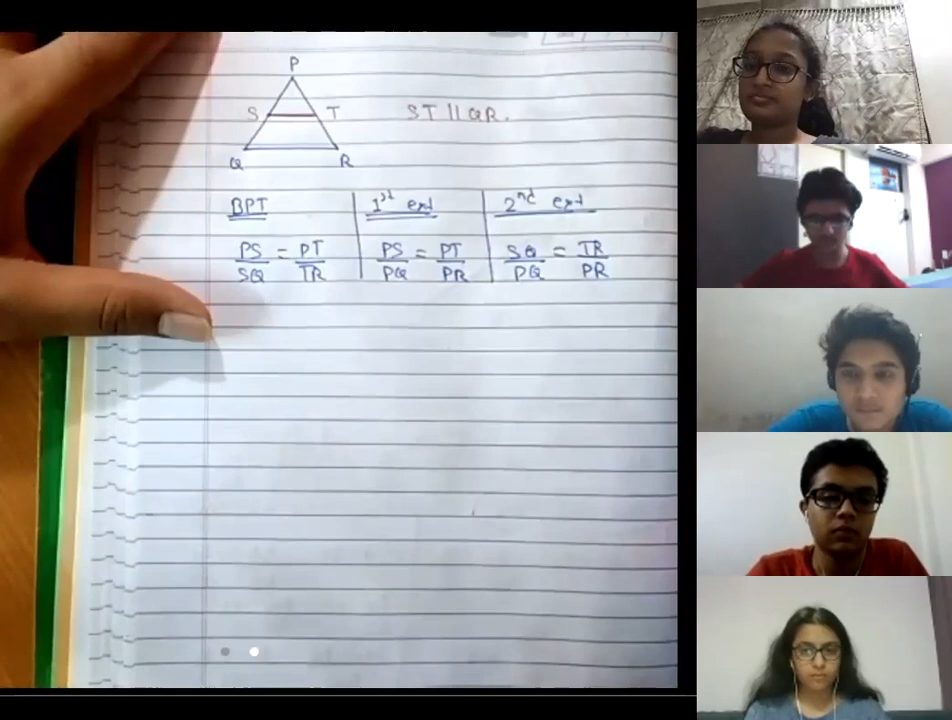 P
S T ST || QR.
Q R
BPT 1st ext 2nd ext
PS/SQ = PT/TR PS/PQ = PT/PR SQ/PQ = TR/PR